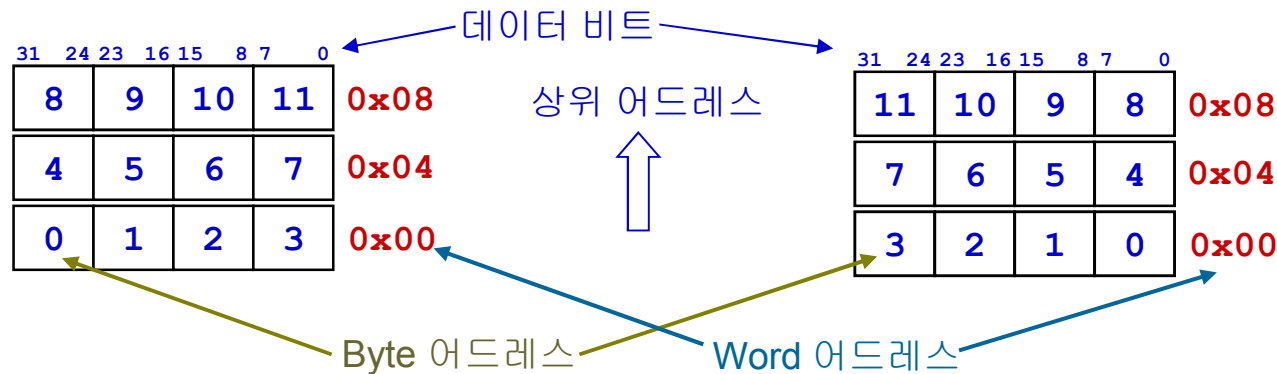 데이터 비트
31 24 23 16 15 8 7 0
8 9 10 11 0x08
4 5 6 7 0x04
0 1 2 3 0x00
상위 어드레스
31 24 23 16 15 8 7 0
11 10 9 8 0x08
7 6 5 4 0x04
3 2 1 0 0x00
Byte 어드레스
Word 어드레스